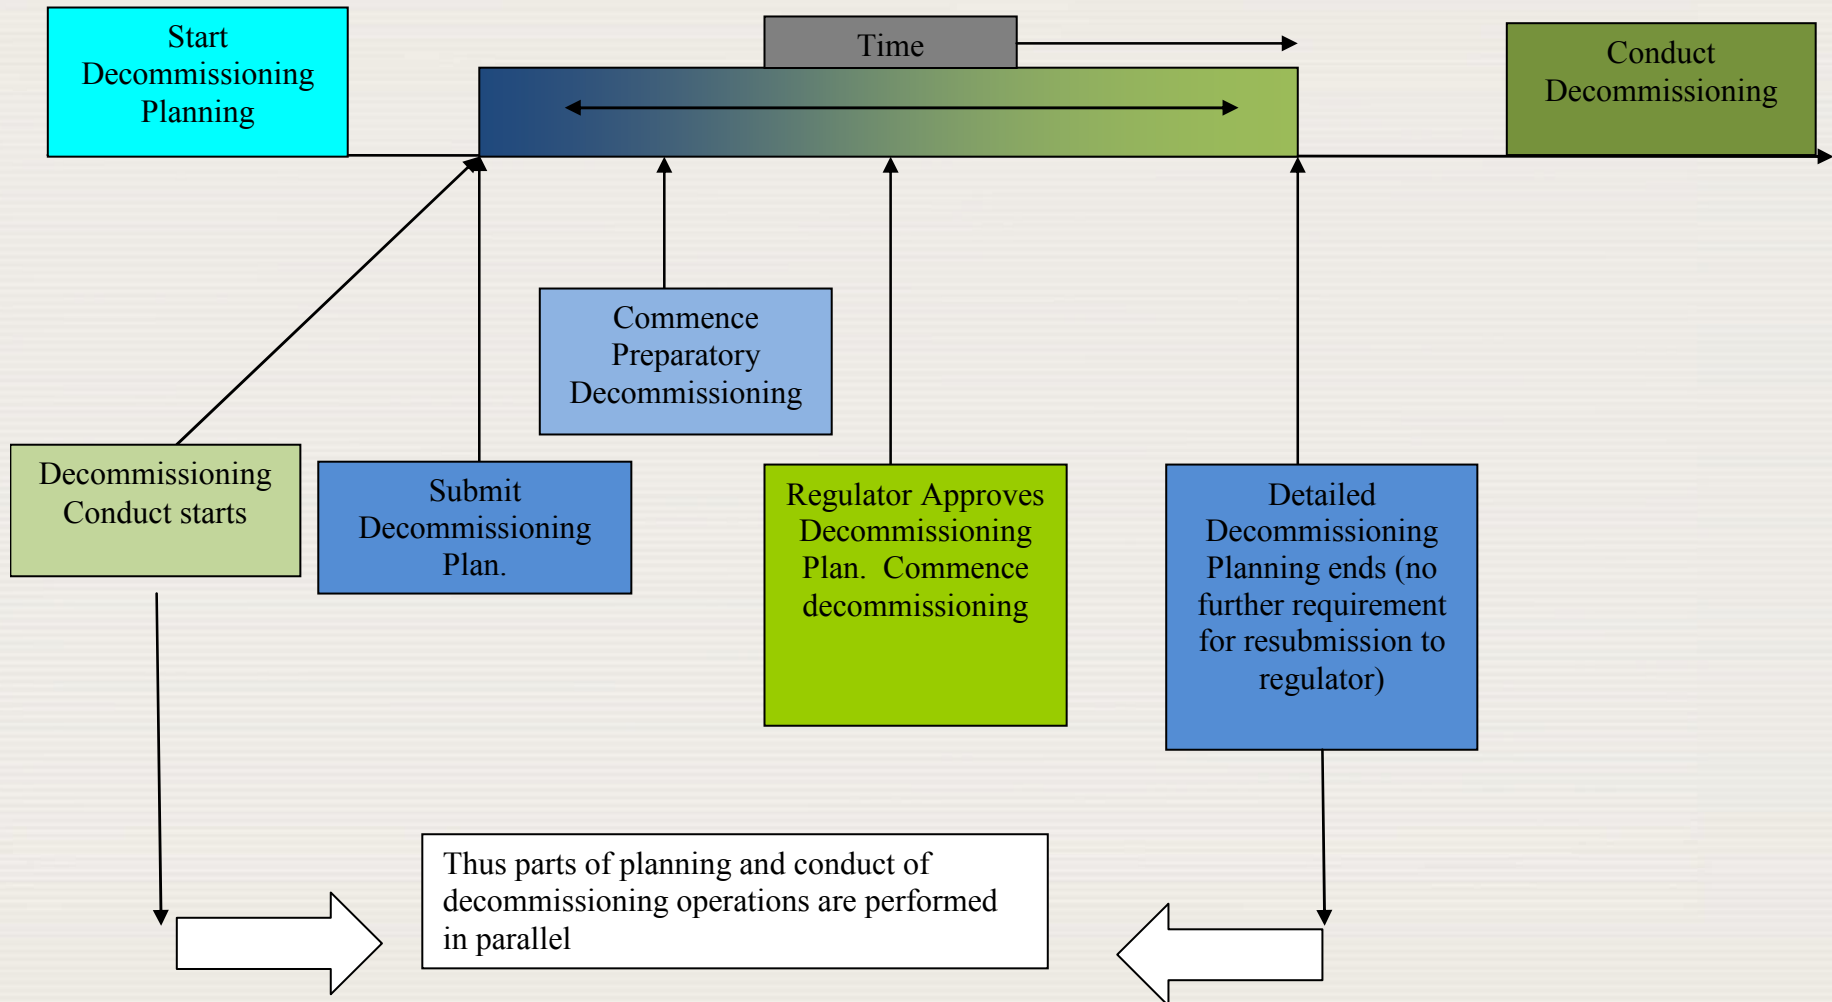 Start
Decommissioning
Planning
Time
Conduct
Decommissioning
Commence
Preparatory
Decommissioning
Decommissioning
Conduct starts
Submit
Decommissioning
Plan.
Regulator Approves
Decommissioning
Plan.  Commence
decommissioning
Detailed
Decommissioning
Planning ends (no
further requirement
for resubmission to
regulator)
Thus parts of planning and conduct of
decommissioning operations are performed
in parallel